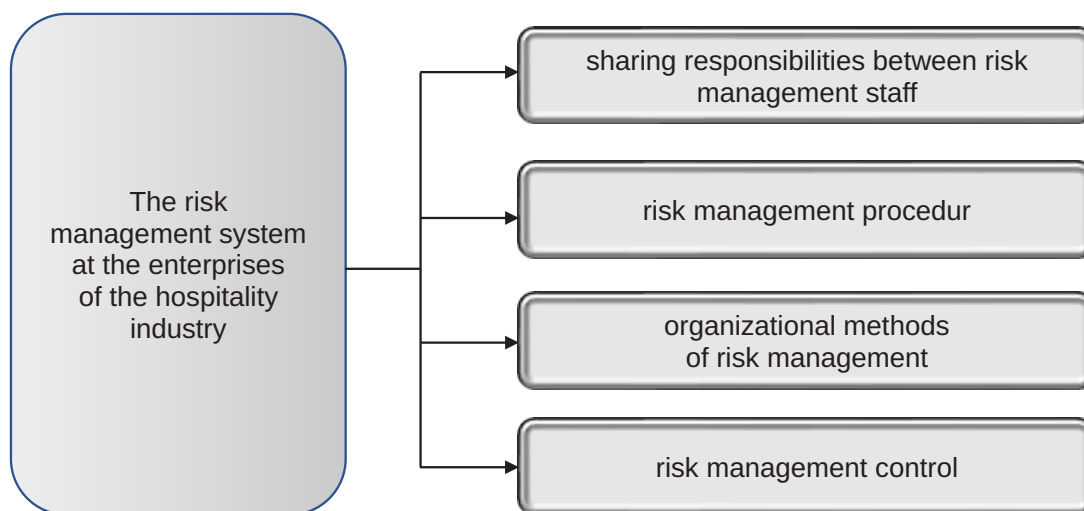 The risk
management system
at the enterprises
of the hospitality
industry
sharing responsibilities between risk
management staff
risk management procedur
organizational methods
of risk management
risk management control